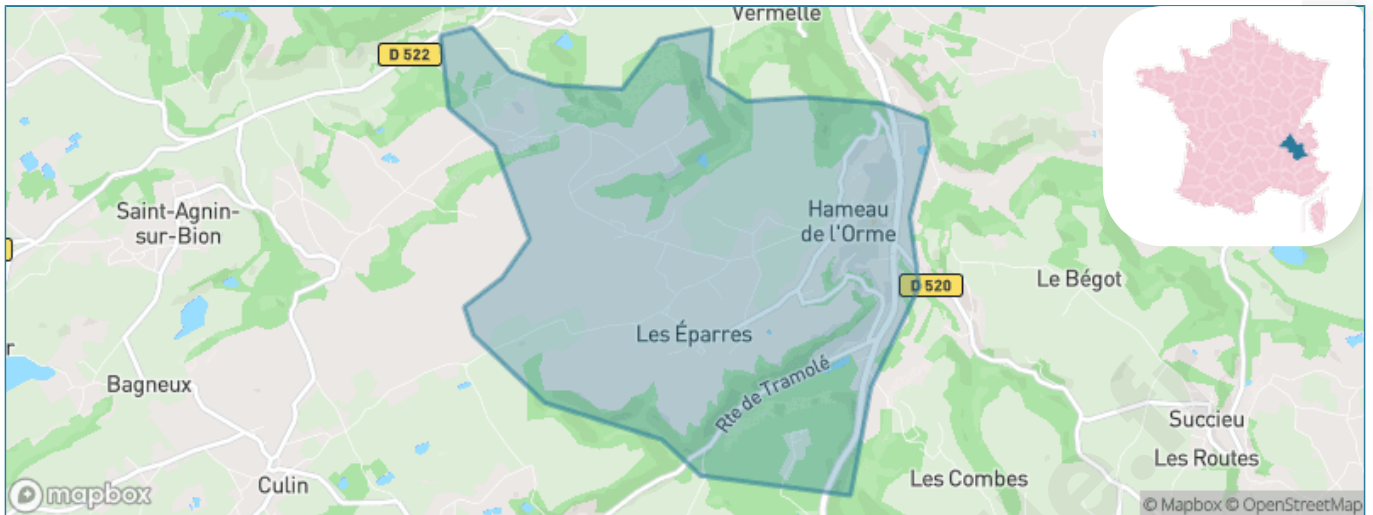 Vermelle
D 522
Saint-Agnin-
sur-Bion
Hameau
de l'Orme
D 520
Le Bégot
Les Éparres
r
Bagneux
Rte de Tramolé
Succieu
Les Routes
Les Combes
Culin
mapbox
© Mapbox © OpenStreetMap